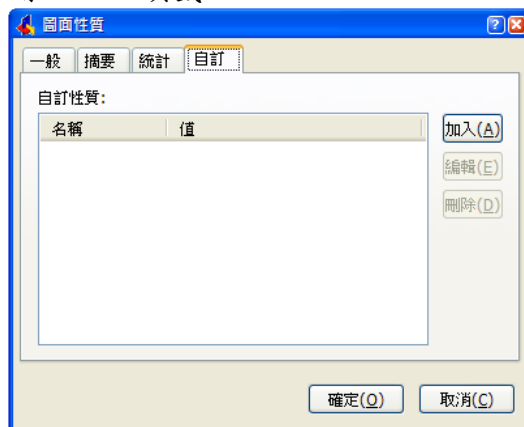 圖面性質
一般 摘要 統計 自訂
自訂性質:
名稱 值
加入(A)
編輯(E)
刪除(D)
確定(O) 取消(C)